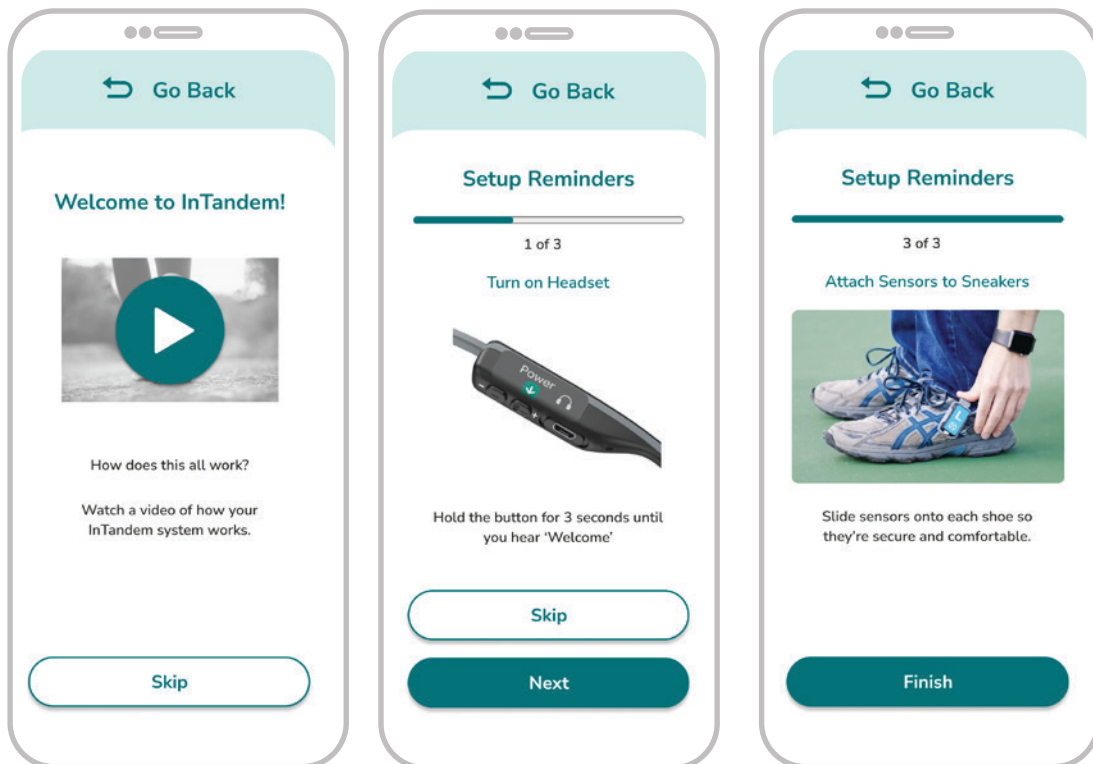 Go Back
Welcome to InTandem!
How does this all work?
Watch a video of how your
InTandem system works.
Skip
Go Back
Setup Reminders
1 of 3
Turn on Headset
Power
- +
Hold the button for 3 seconds until
you hear ‘Welcome’
Skip
Next
Go Back
Setup Reminders
3 of 3
Attach Sensors to Sneakers
L
Slide sensors onto each shoe so
they’re secure and comfortable.
Finish